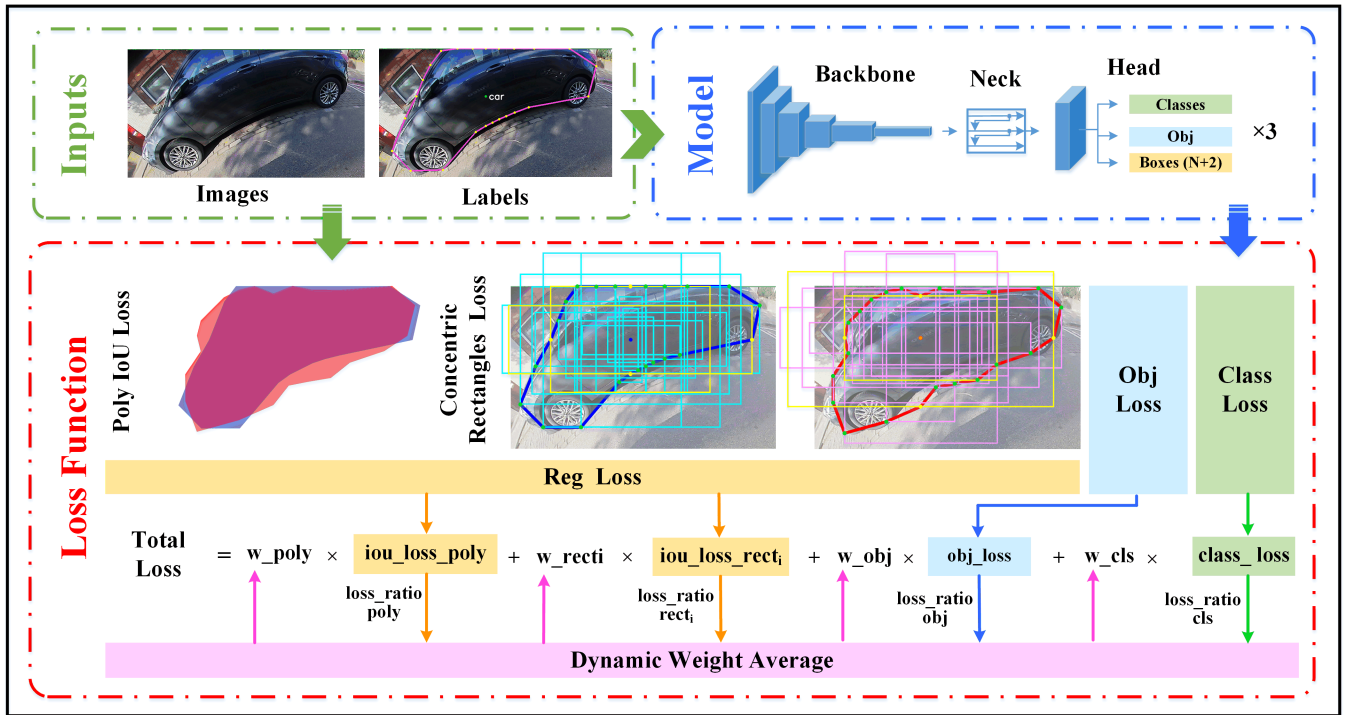 Inputs
Images
Labels
car
Model
Backbone
Neck
Head
Classes
Obj
Boxes (N+2)
×3
Loss Function
Poly IoU Loss
Concentric
Rectangles Loss
Obj
Loss
Class
Loss
Reg Loss
Total
Loss
= w_poly × iou_loss_poly + w_recti × iou_loss_rectᵢ + w_obj × obj_loss + w_cls × class_ loss
loss_ratio
poly
loss_ratio
rectᵢ
loss_ratio
obj
loss_ratio
cls
Dynamic Weight Average